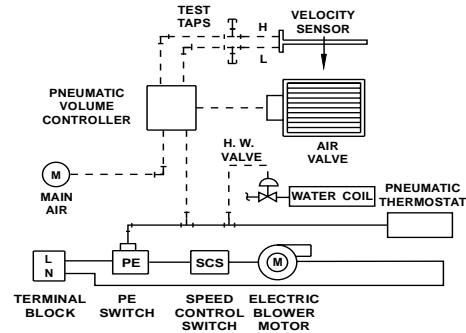 TEST
TAPS
VELOCITY
SENSOR
H
L
PNEUMATIC
VOLUME
CONTROLLER
AIR
VALVE
H. W.
VALVE
M
MAIN
AIR
WATER COIL
PNEUMATIC
THERMOSTAT
L
N
PE
SCS
M
TERMINAL
BLOCK
PE
SWITCH
SPEED
CONTROL
SWITCH
ELECTRIC
BLOWER
MOTOR